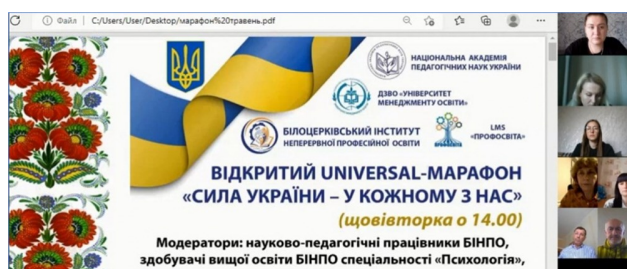 Файл | C:/Users/User/Desktop/марафон%20травень.pdf
НАЦІОНАЛЬНА АКАДЕМІЯ
ПЕДАГОГІЧНИХ НАУК УКРАЇНИ
ДЗВО «УНІВЕРСИТЕТ
МЕНЕДЖМЕНТУ ОСВІТИ»
БІЛОЦЕРКІВСЬКИЙ ІНСТИТУТ
НЕПЕРЕРВНОЇ ПРОФЕСІЙНОЇ ОСВІТИ
LMS
«ПРОФОСВІТА»
ВІДКРИТИЙ UNIVERSAL-МАРАФОН
«СИЛА УКРАЇНИ – У КОЖНОМУ З НАС»
(щовівторка о 14.00)
Модератори: науково-педагогічні працівники БІНПО,
здобувачі вищої освіти БІНПО спеціальності «Психологія»,